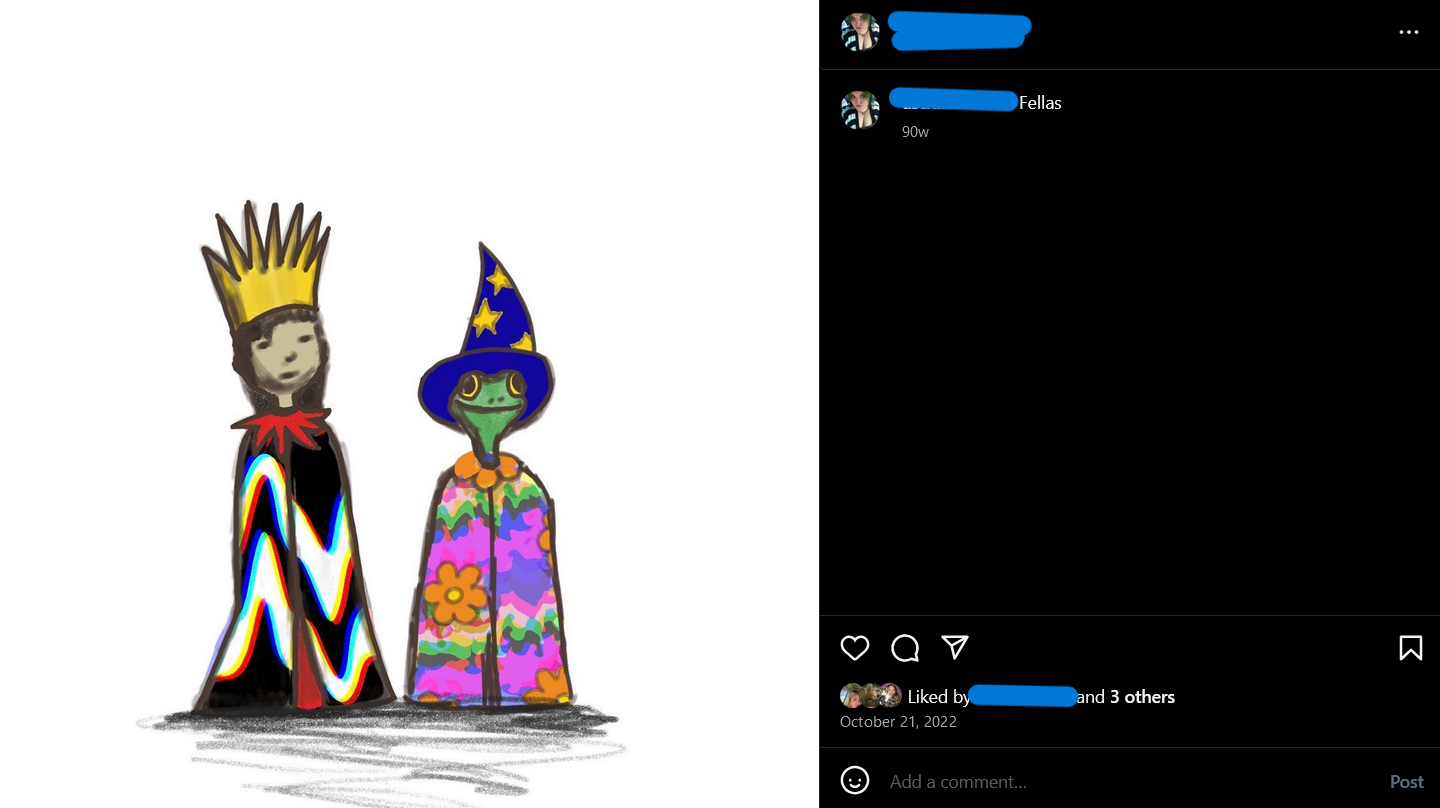 Fellas
90w
Liked by and 3 others
October 21, 2022
Add a comment...
Post